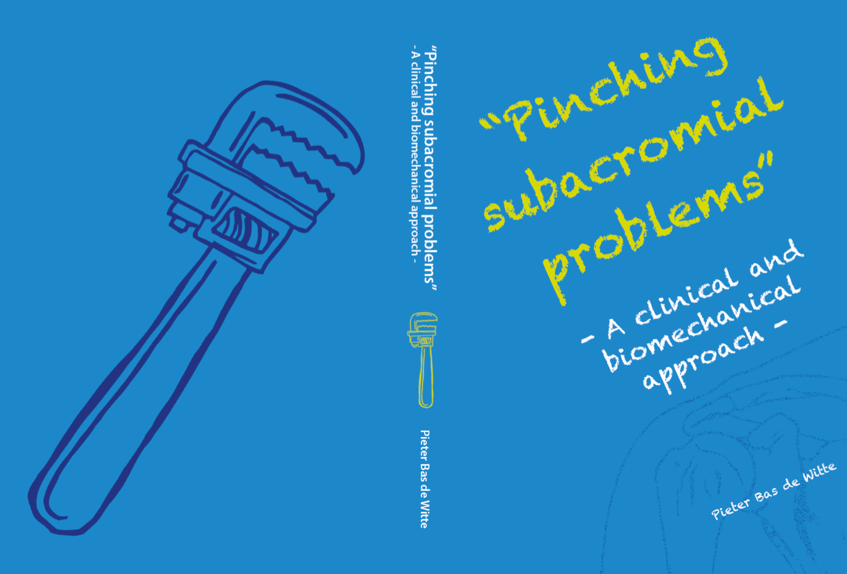 "Pinching subacromial problems"
- A clinical and biomechanical approach -
Pieter Bas de Witte
"Pinching
subacromial
problems"
- A clinical and
biomechanical
approach -
Pieter Bas de Witte